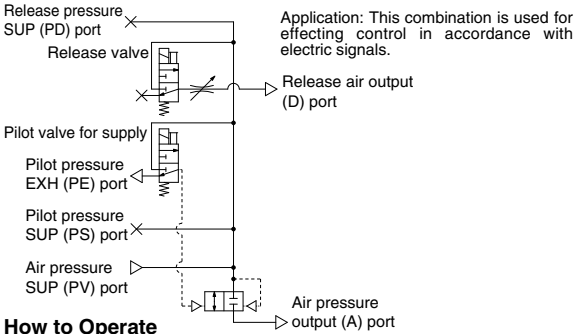 Release pressure
SUP (PD) port
Application: This combination is used for
effecting control in accordance with
electric signals.
Release valve
Release air output
(D) port
Pilot valve for supply
Pilot pressure
EXH (PE) port
Pilot pressure
SUP (PS) port
Air pressure
SUP (PV) port
Air pressure
output (A) port
How to Operate